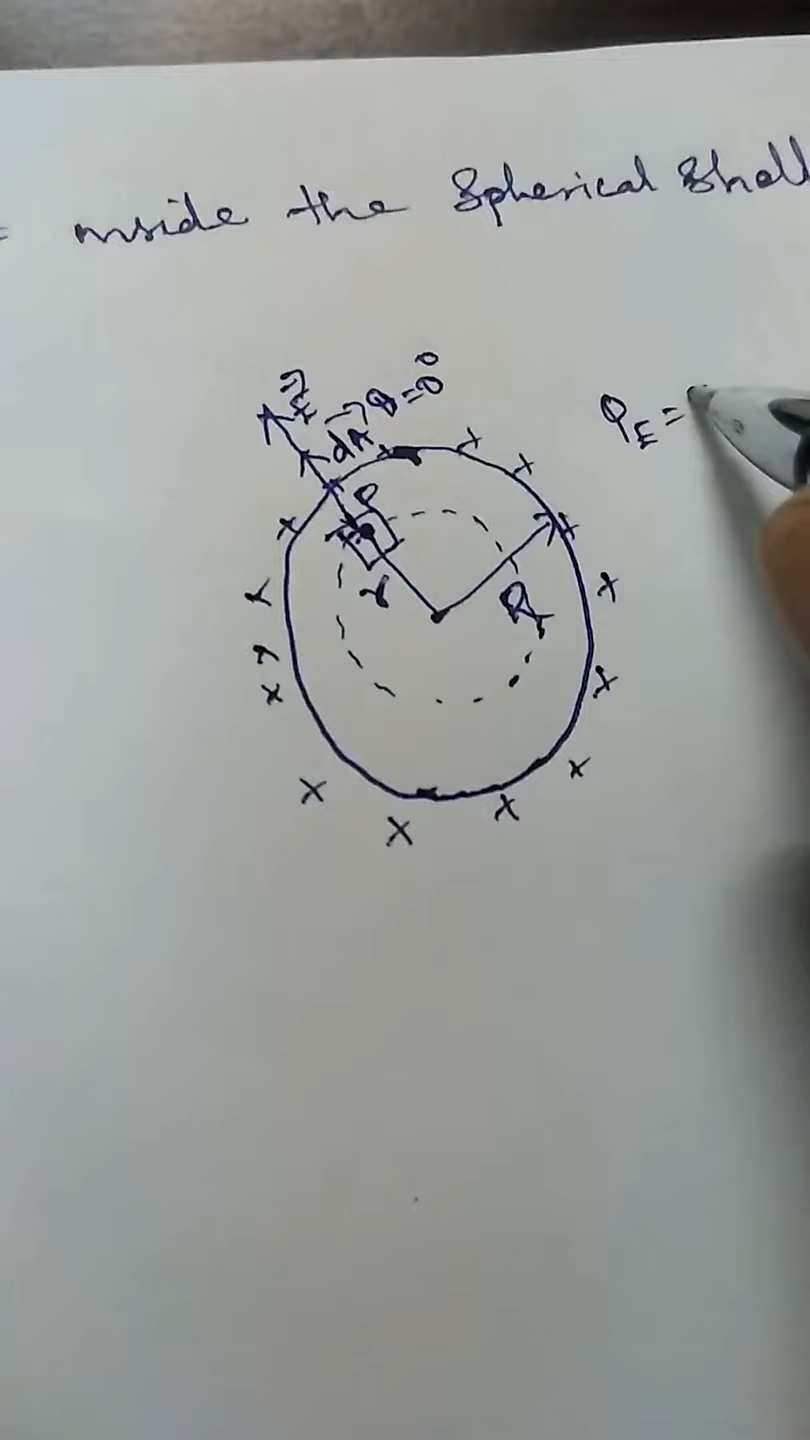 = inside the Spherical Shell
E
dA θ = 0°
φE =
P
r
R